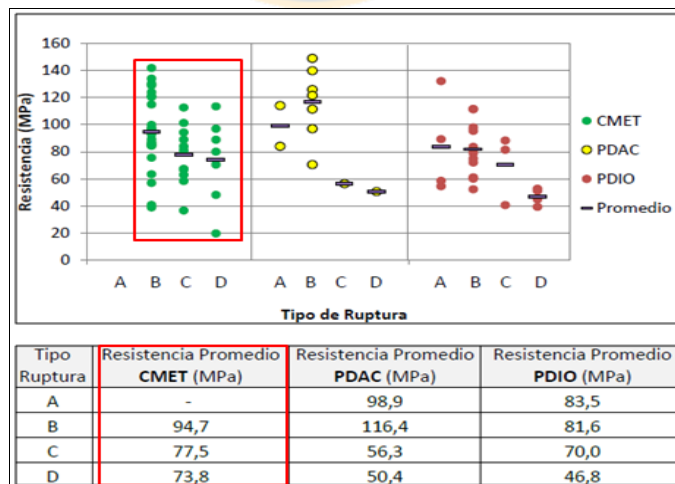 Resistencia (MPa)
160
140
120
100
80
60
40
20
0
A B C D A B C D A B C D
Tipo de Ruptura
CMET
PDAC
PDIO
Promedio
Tipo Ruptura Resistencia Promedio CMET (MPa) Resistencia Promedio PDAC (MPa) Resistencia Promedio PDIO (MPa)
A - 98,9 83,5
B 94,7 116,4 81,6
C 77,5 56,3 70,0
D 73,8 50,4 46,8